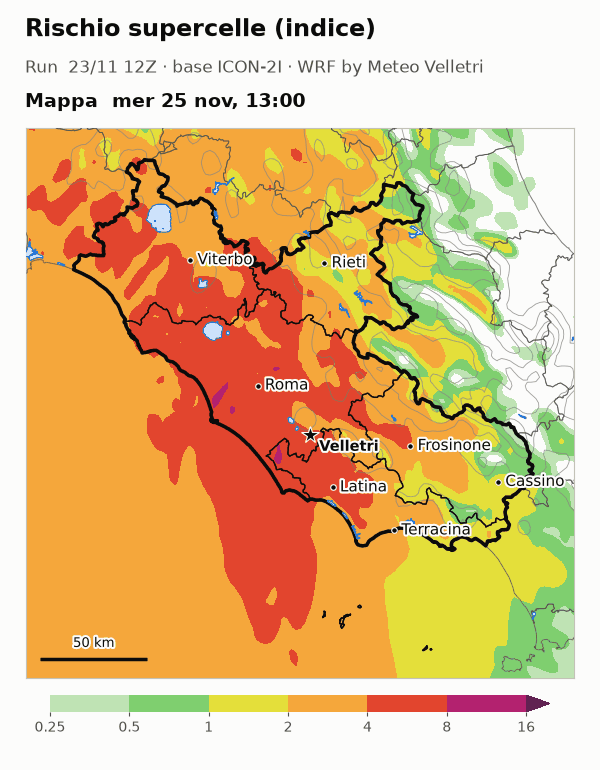 Rischio supercelle (indice)
Run  23/11 12Z · base ICON-2I · WRF by Meteo Velletri
Mappa  mer 25 nov, 13:00
Viterbo
Rieti
Roma
Velletri
Frosinone
Cassino
Latina
Terracina
50 km
0.25 0.5 1 2 4 8 16